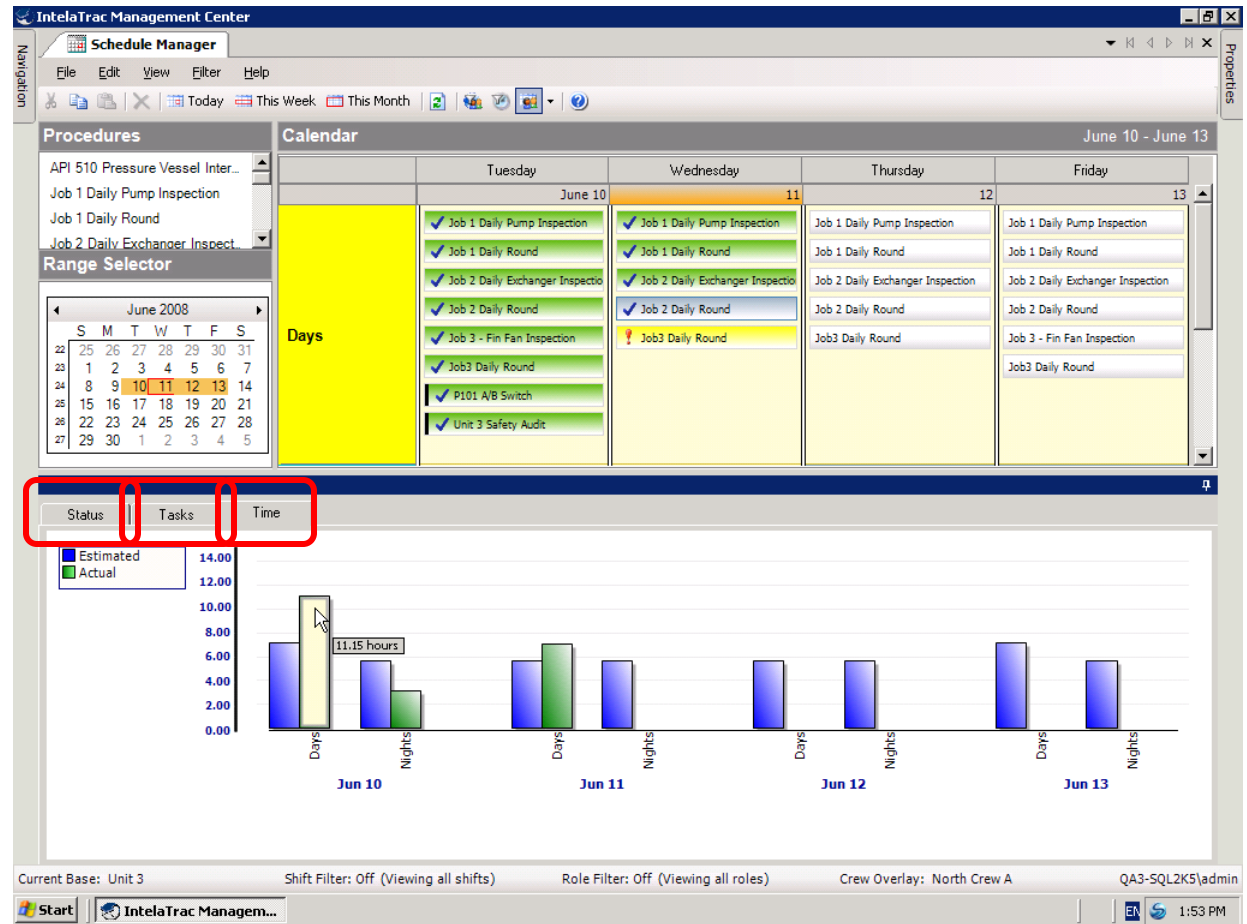 IntelaTrac Management Center
Navigation
Schedule Manager
Properties
File Edit View Filter Help
Today This Week This Month
Procedures
API 510 Pressure Vessel Inter...
Job 1 Daily Pump Inspection
Job 1 Daily Round
Job 2 Daily Exchanger Inspect..
Range Selector
June 2008
S M T W T F S
22 25 26 27 28 29 30 31
23 1 2 3 4 5 6 7
24 8 9 10 11 12 13 14
25 15 16 17 18 19 20 21
26 22 23 24 25 26 27 28
27 29 30 1 2 3 4 5
Calendar June 10 - June 13
Tuesday Wednesday Thursday Friday
June 10 11 12 13
Days
Job 1 Daily Pump Inspection Job 1 Daily Pump Inspection Job 1 Daily Pump Inspection Job 1 Daily Pump Inspection
Job 1 Daily Round Job 1 Daily Round Job 1 Daily Round Job 1 Daily Round
Job 2 Daily Exchanger Inspectio Job 2 Daily Exchanger Inspectio Job 2 Daily Exchanger Inspection Job 2 Daily Exchanger Inspection
Job 2 Daily Round Job 2 Daily Round Job 2 Daily Round Job 2 Daily Round
Job 3 - Fin Fan Inspection Job3 Daily Round Job3 Daily Round Job 3 - Fin Fan Inspection
Job3 Daily Round Job3 Daily Round
P101 A/B Switch
Unit 3 Safety Audit
Status Tasks Time
Estimated
Actual
14.00
12.00
10.00
8.00
6.00
4.00
2.00
0.00
11.15 hours
Days Nights Days Nights Days Nights Days Nights
Jun 10 Jun 11 Jun 12 Jun 13
Current Base: Unit 3 Shift Filter: Off (Viewing all shifts) Role Filter: Off (Viewing all roles) Crew Overlay: North Crew A QA3-SQL2K5\admin
Start IntelaTrac Managem... EN 1:53 PM